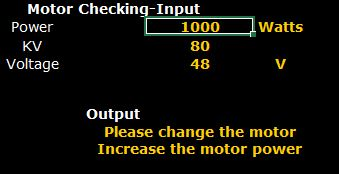 Motor Checking-Input
Power 1000 Watts
KV 80
Voltage 48 V
Output
Please change the motor
Increase the motor power